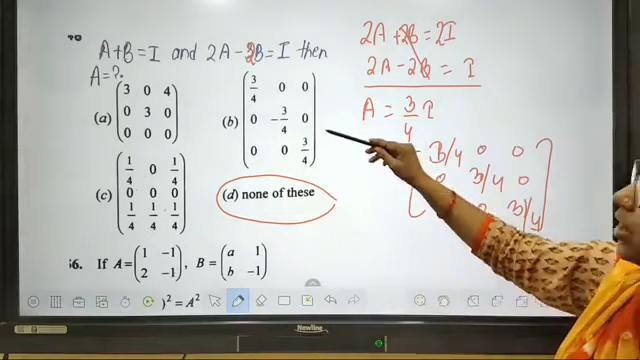 A+B=I and 2A-2B=I then
A=?.
(a) (3 0 4
0 3 0
0 0 0)
(b) (3/4 0 0
0 -3/4 0
0 0 3/4)
(c) (1/4 0 1/4
0 0 0
1/4 1/4 1/4)
(d) none of these
If A=(1 -1
2 -1), B=(a 1
b -1)
)² = A²
2A+2B=2I
2A-2B=I
A=3/4 I
3/4 0 0
3/4 0
3/4
Newline